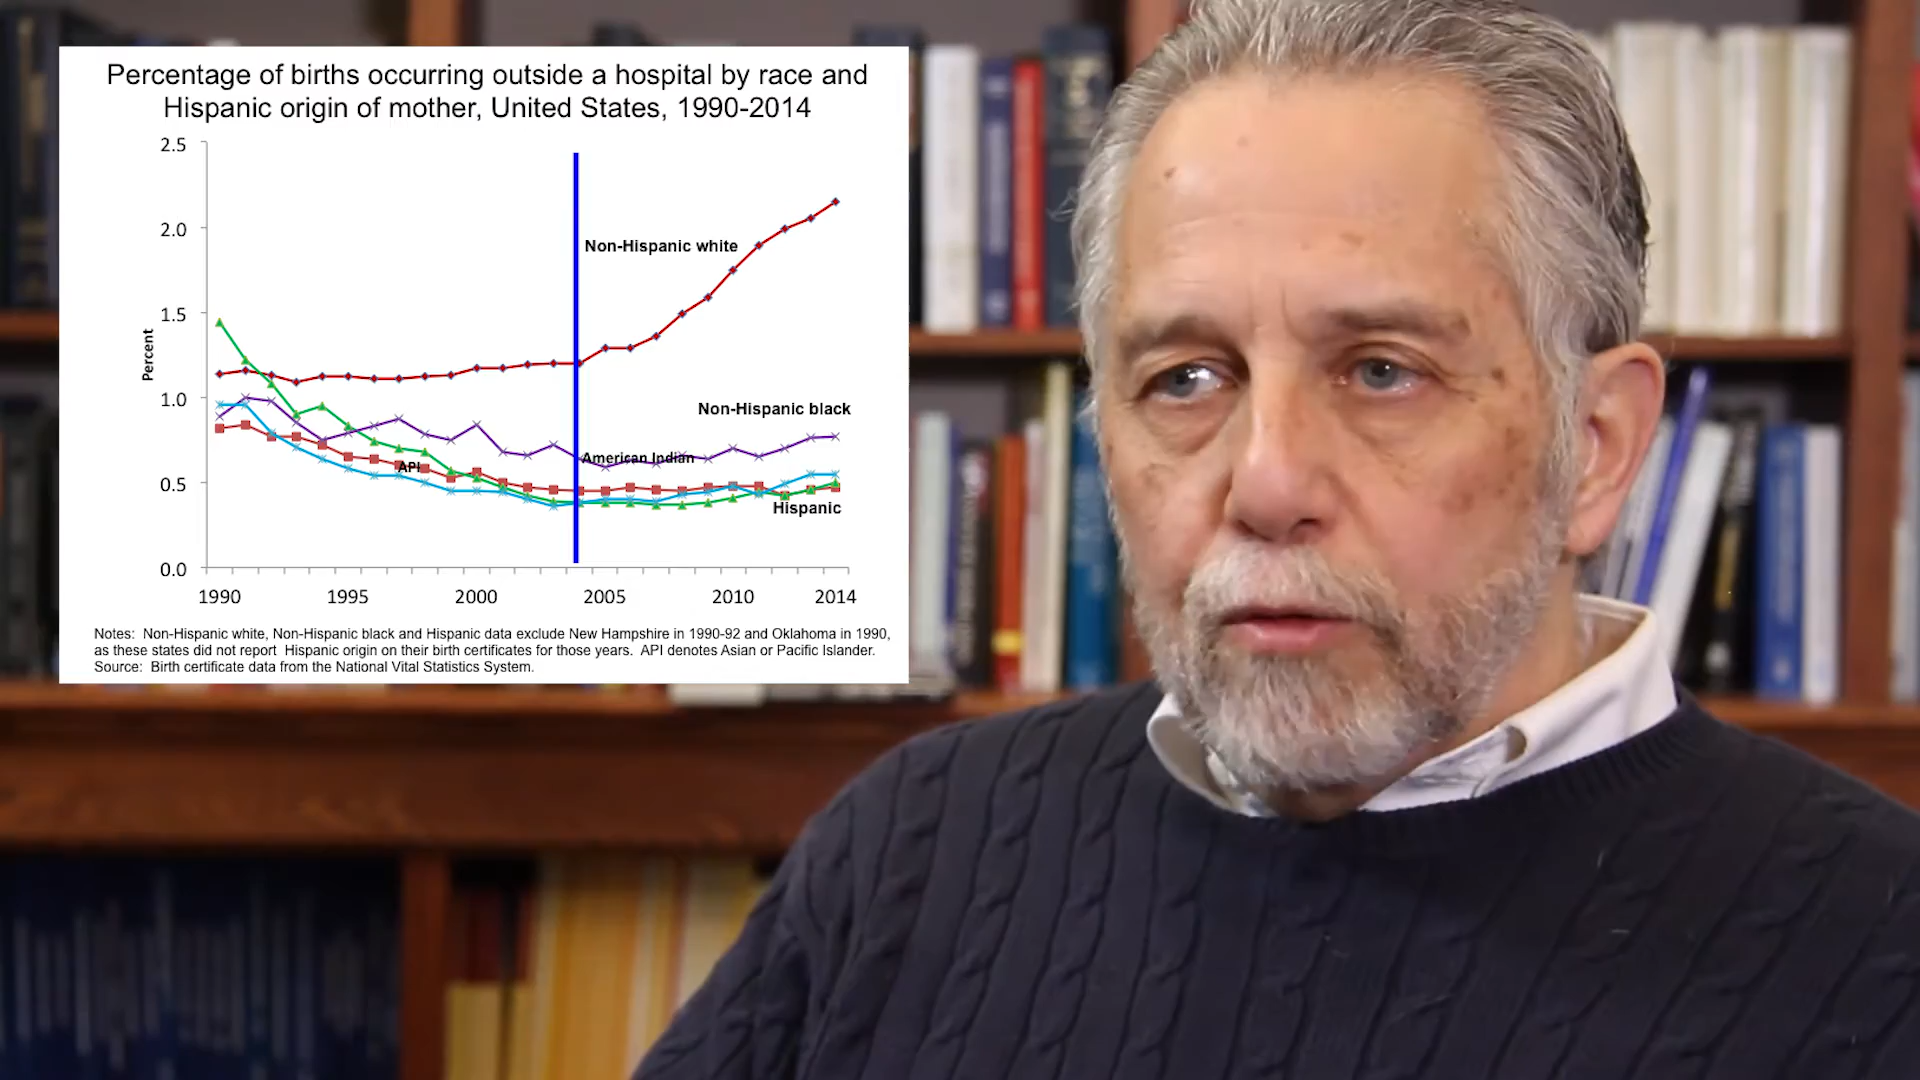 Percentage of births occurring outside a hospital by race and
Hispanic origin of mother, United States, 1990-2014
2.5
2.0
1.5
1.0
0.5
0.0
Percent
Non-Hispanic white
Non-Hispanic black
American Indian
API
Hispanic
1990 1995 2000 2005 2010 2014
Notes: Non-Hispanic white, Non-Hispanic black and Hispanic data exclude New Hampshire in 1990-92 and Oklahoma in 1990,
as these states did not report Hispanic origin on their birth certificates for those years. API denotes Asian or Pacific Islander.
Source: Birth certificate data from the National Vital Statistics System.